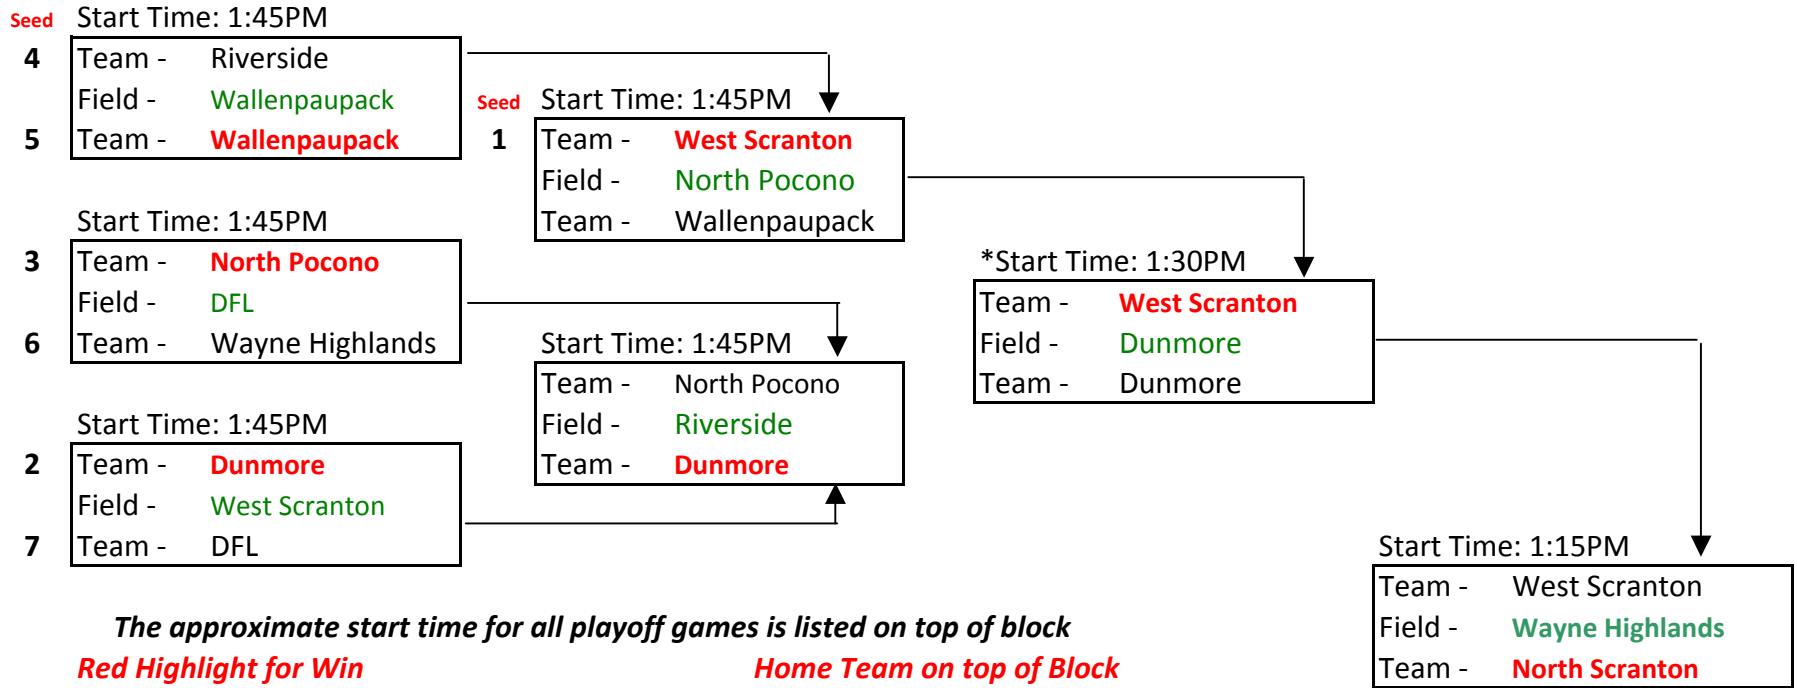 Seed Start Time: 1:45PM
4 Team - Riverside
Field - Wallenpaupack
5 Team - Wallenpaupack
Seed Start Time: 1:45PM
1 Team - West Scranton
Field - North Pocono
Team - Wallenpaupack
Start Time: 1:45PM
3 Team - North Pocono
Field - DFL
6 Team - Wayne Highlands
*Start Time: 1:30PM
Team - West Scranton
Field - Dunmore
Team - Dunmore
Start Time: 1:45PM
Team - North Pocono
Field - Riverside
Team - Dunmore
Start Time: 1:45PM
2 Team - Dunmore
Field - West Scranton
7 Team - DFL
Start Time: 1:15PM
Team - West Scranton
Field - Wayne Highlands
Team - North Scranton
The approximate start time for all playoff games is listed on top of block
Red Highlight for Win
Home Team on top of Block